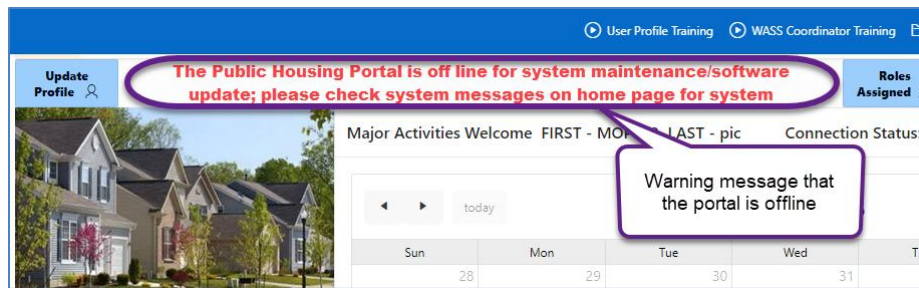 User Profile Training WASS Coordinator Training
Update
Profile
The Public Housing Portal is off line for system maintenance/software
update; please check system messages on home page for system
Roles
Assigned
Major Activities Welcome FIRST - LAST - pic Connection Status:
Warning message that
the portal is offline
today
Sun Mon Tue Wed
28 29 30 31